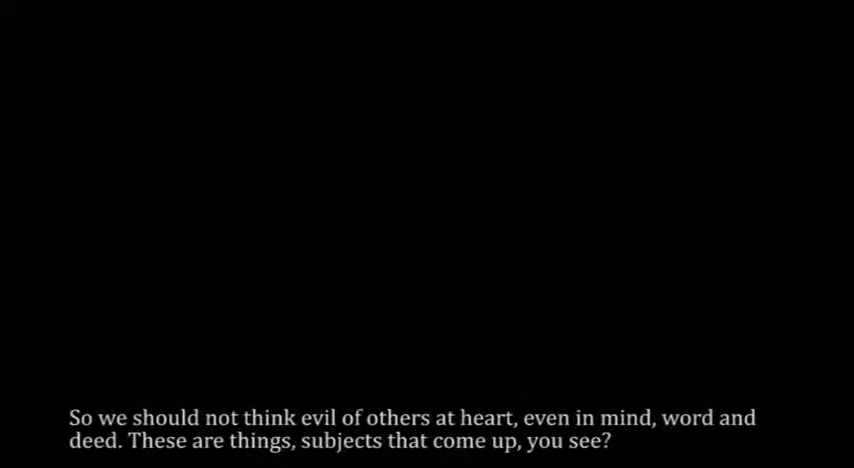 So we should not think evil of others at heart, even in mind, word and
deed. These are things, subjects that come up, you see?